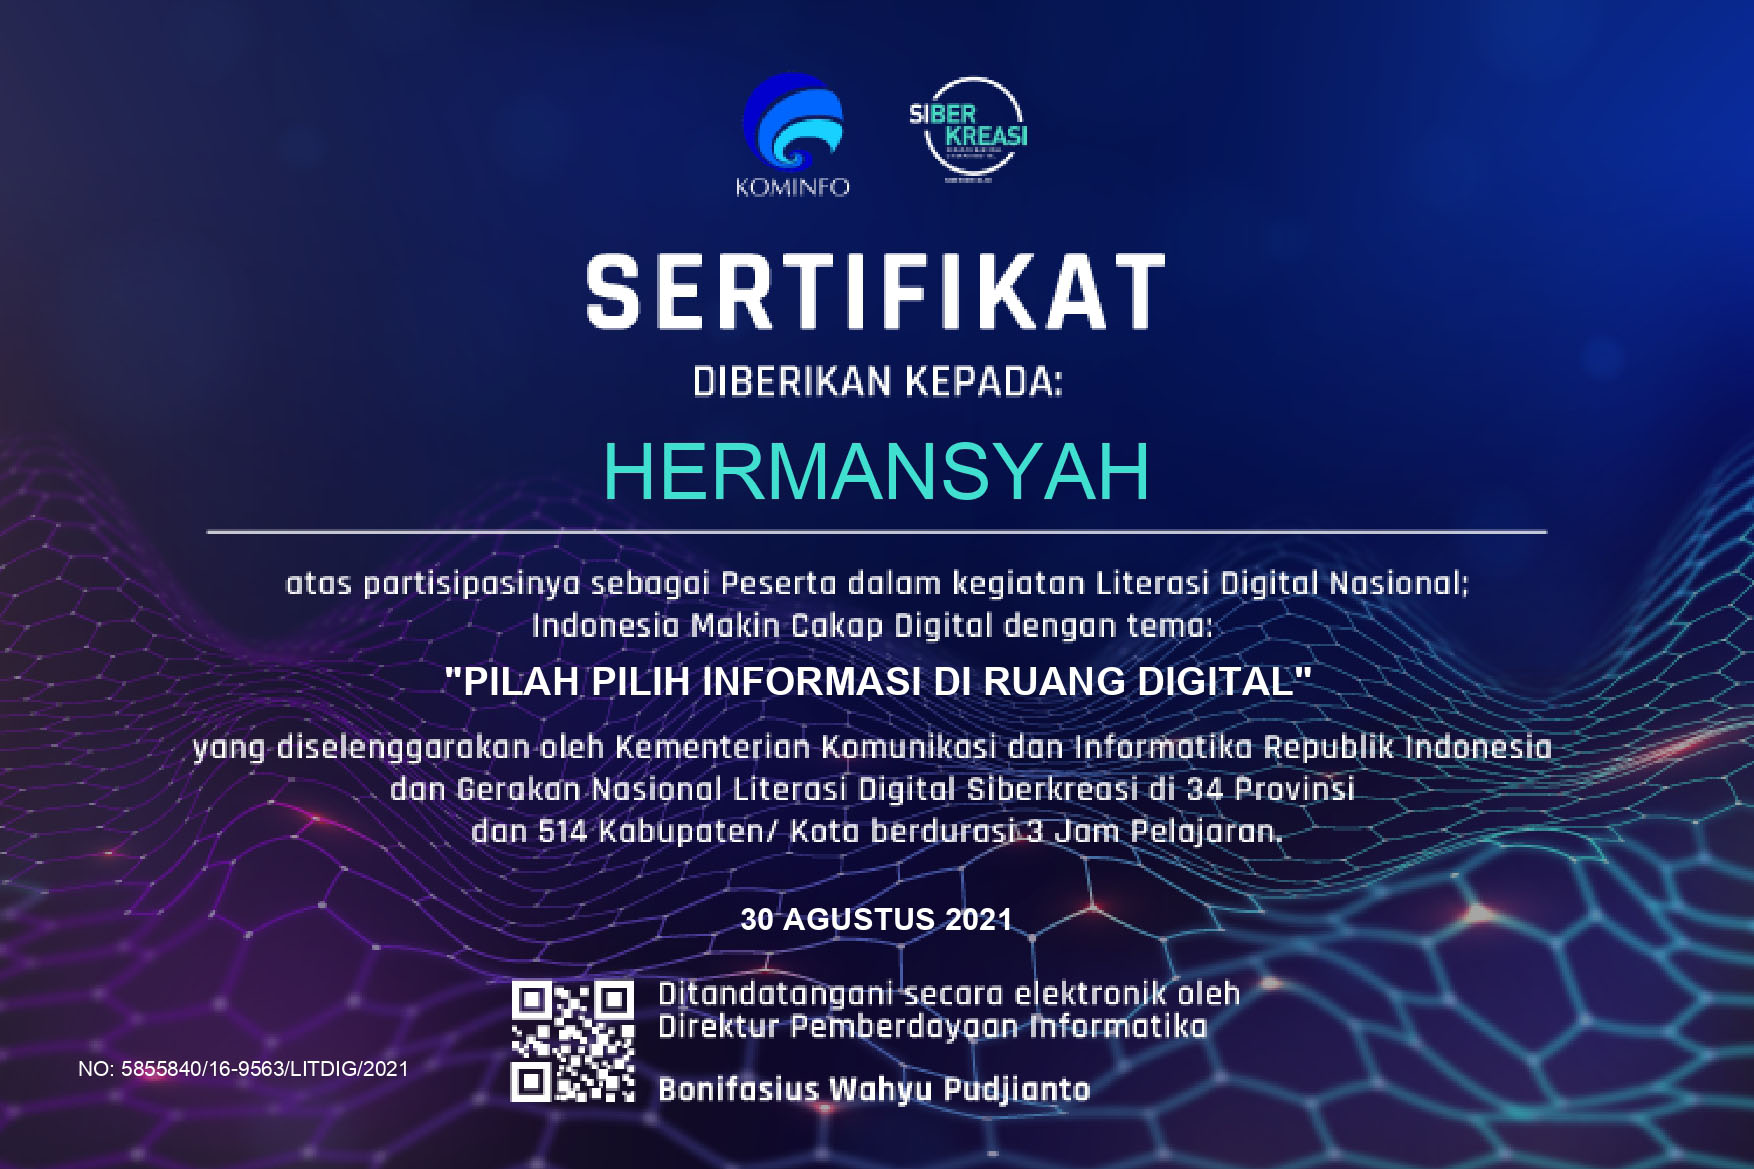 KOMINFO
SIBER
KREASI
SERTIFIKAT
DIBERIKAN KEPADA:
HERMANSYAH
atas partisipasinya sebagai Peserta dalam kegiatan Literasi Digital Nasional;
Indonesia Makin Cakap Digital dengan tema:
"PILAH PILIH INFORMASI DI RUANG DIGITAL"
yang diselenggarakan oleh Kementerian Komunikasi dan Informatika Republik Indonesia
dan Gerakan Nasional Literasi Digital Siberkreasi di 34 Provinsi
dan 514 Kabupaten/ Kota berdurasi 3 Jam Pelajaran.
30 AGUSTUS 2021
Ditandatangani secara elektronik oleh
Direktur Pemberdayaan Informatika
NO: 5855840/16-9563/LITDIG/2021
Bonifasius Wahyu Pudjianto